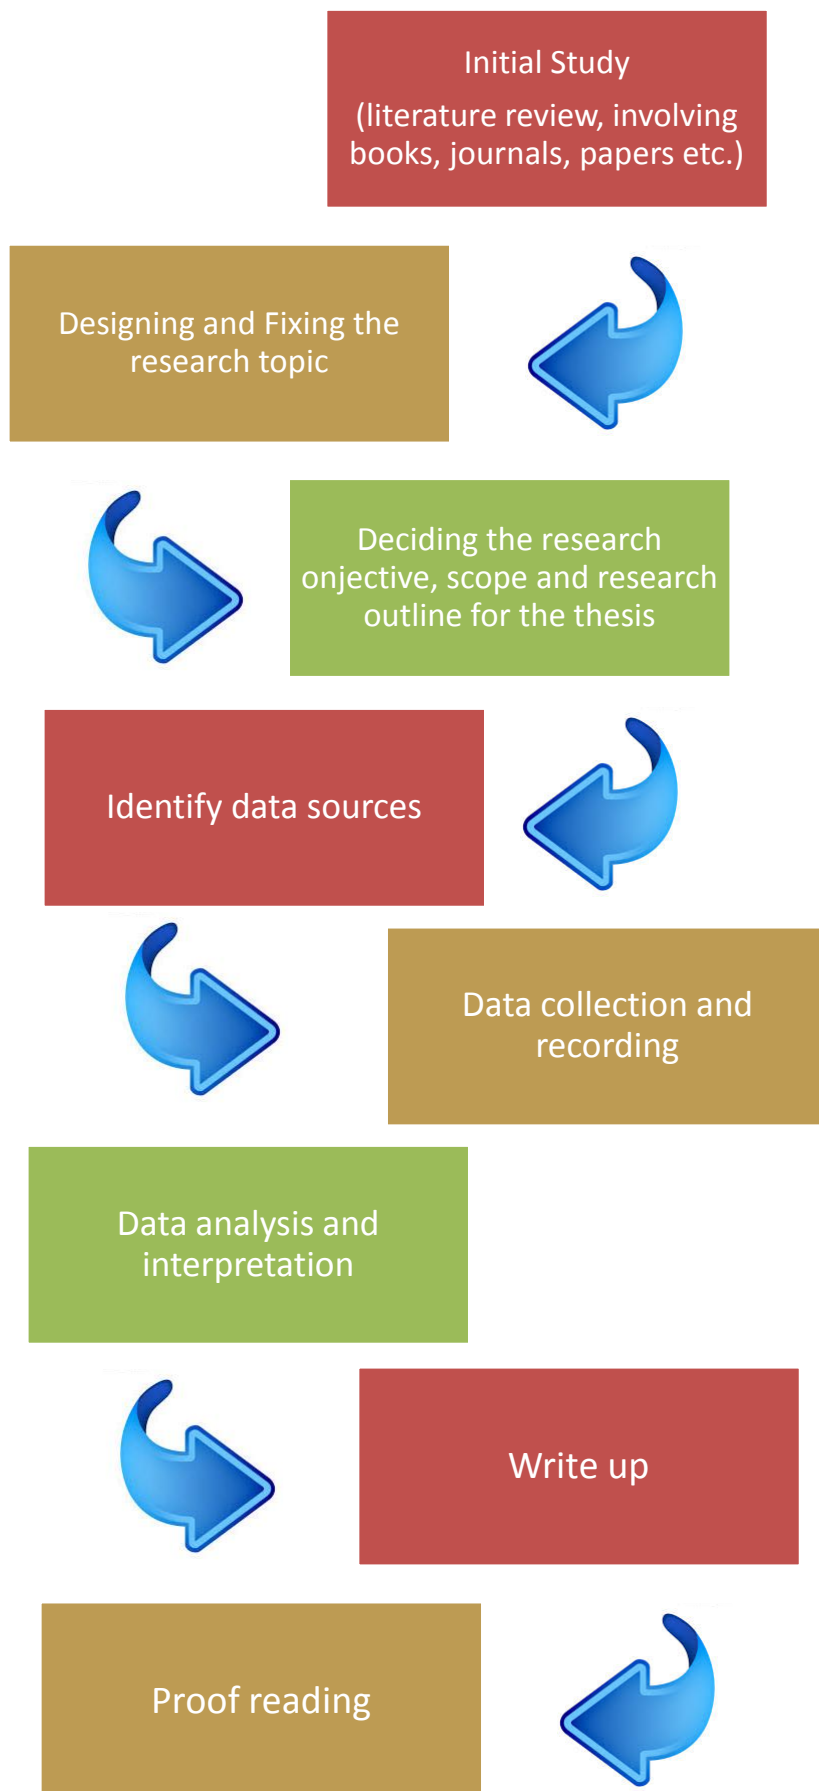 Initial Study
(literature review, involving
books, journals, papers etc.)
Designing and Fixing the
research topic
Deciding the research
onjective, scope and research
outline for the thesis
Identify data sources
Data collection and
recording
Data analysis and
interpretation
Write up
Proof reading